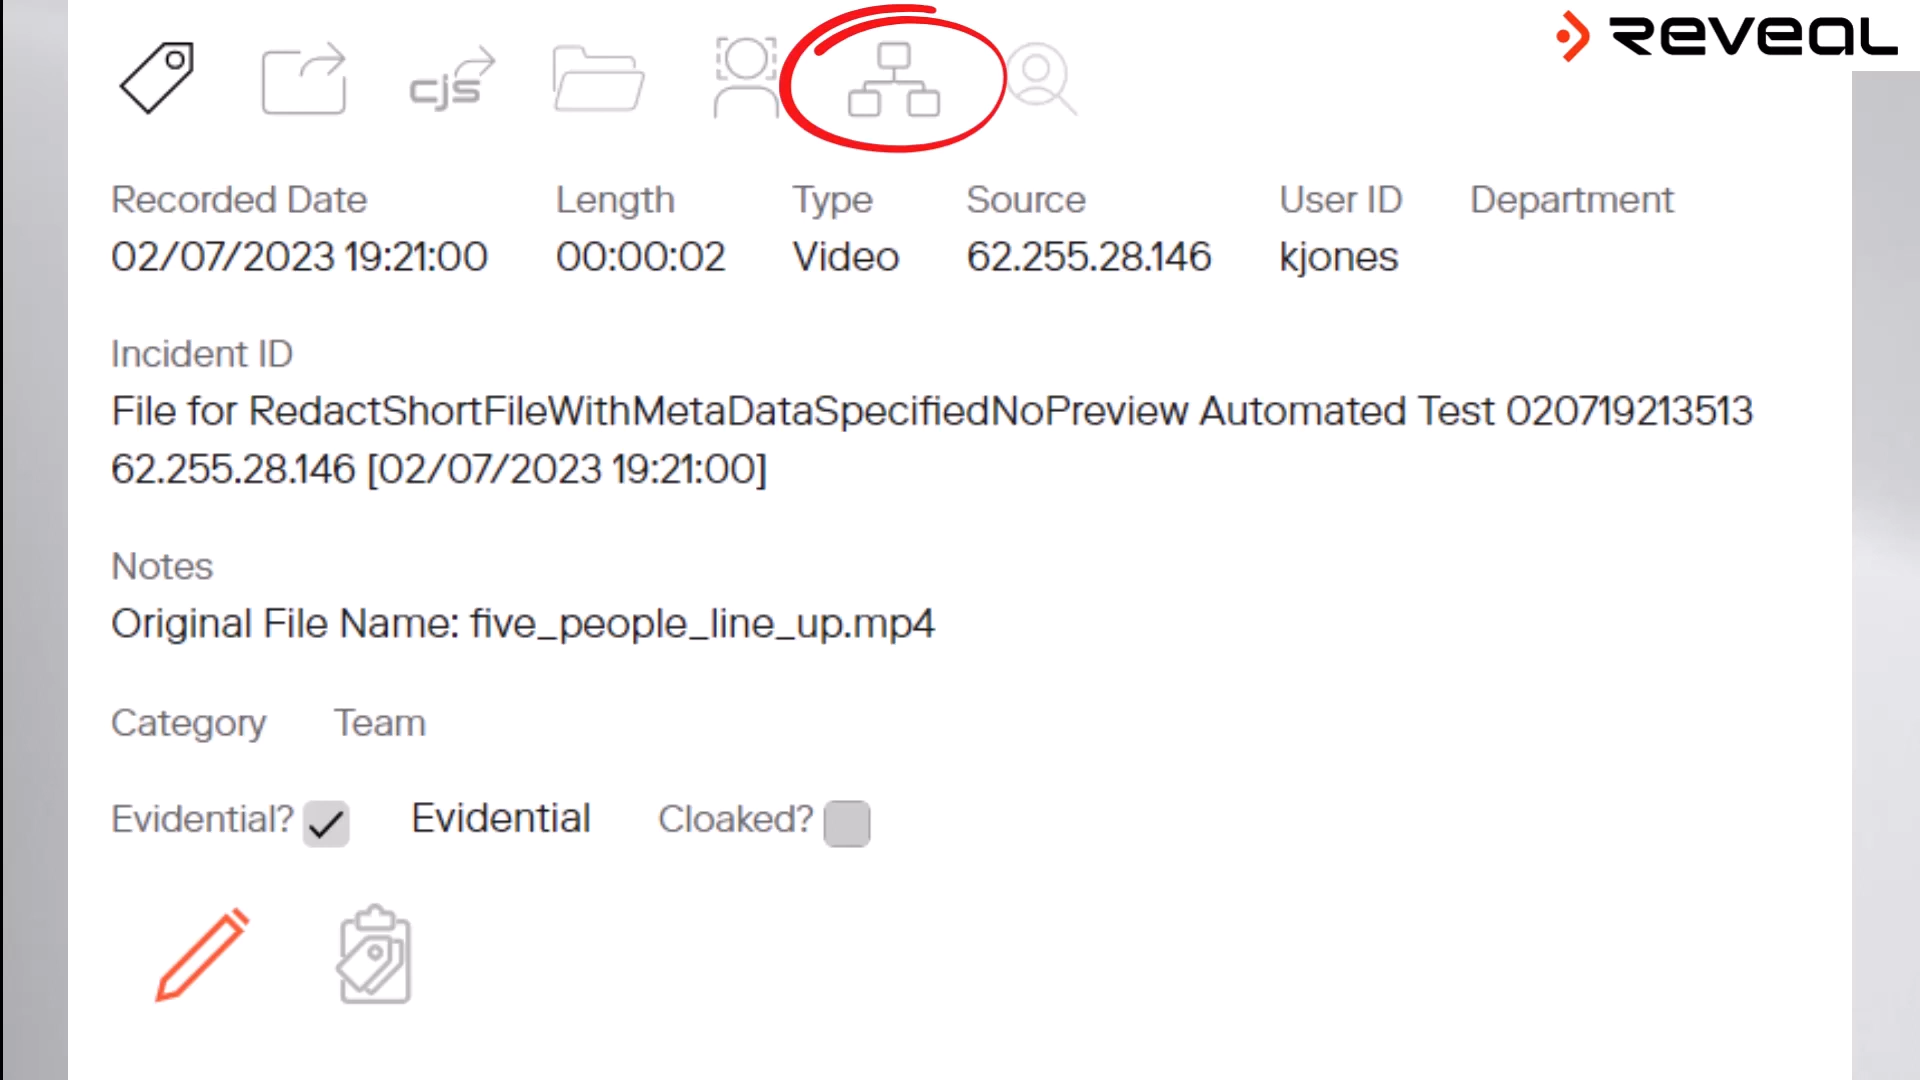 REVEAL
cjs
Recorded Date Length Type Source User ID Department
02/07/2023 19:21:00 00:00:02 Video 62.255.28.146 kjones
Incident ID
File for RedactShortFileWithMetaDataSpecifiedNoPreview Automated Test 020719213513
62.255.28.146 [02/07/2023 19:21:00]
Notes
Original File Name: five_people_line_up.mp4
Category Team
Evidential? Evidential Cloaked?